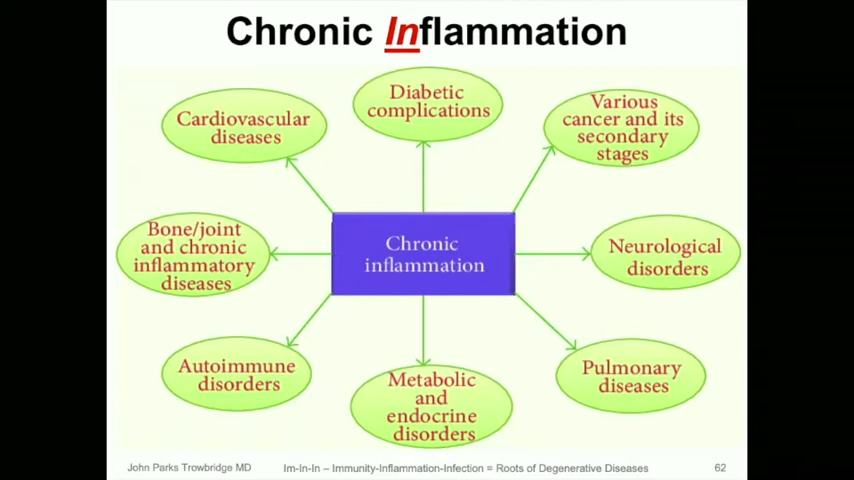 Chronic Inflammation
Diabetic
complications
Cardiovascular
diseases
Various
cancer and its
secondary
stages
Bone/joint
and chronic
inflammatory
diseases
Chronic
inflammation
Neurological
disorders
Autoimmune
disorders
Metabolic
and
endocrine
disorders
Pulmonary
diseases
John Parks Trowbridge MD Im-In-In – Immunity-Inflammation-Infection = Roots of Degenerative Diseases 62